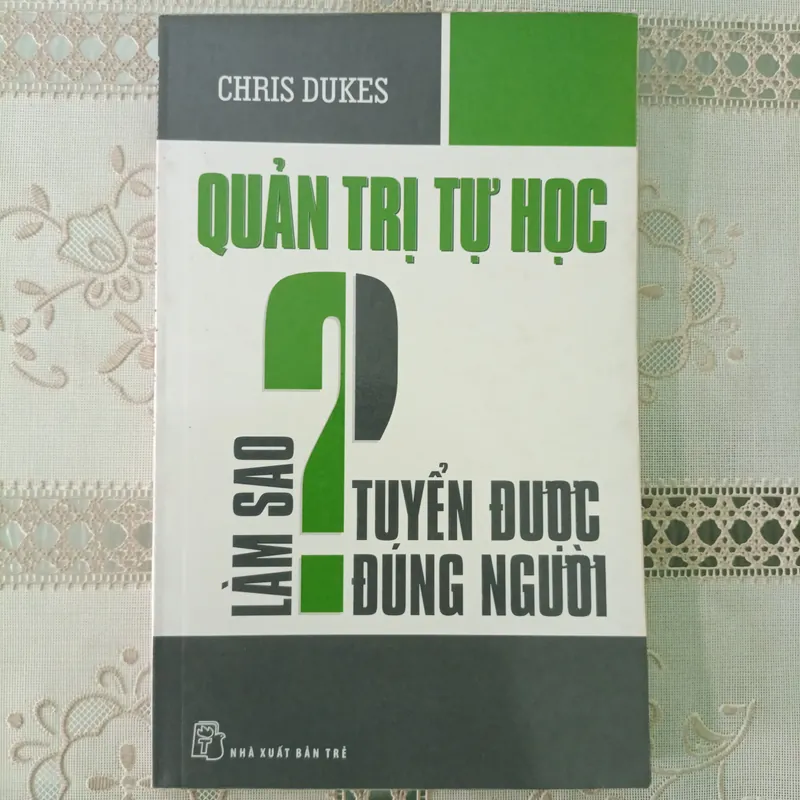 CHRIS DUKES
QUẢN TRỊ TỰ HỌC
LÀM SAO
?
TUYỂN ĐƯỢC
ĐÚNG NGƯỜI
T
NHÀ XUẤT BẢN TRẺ